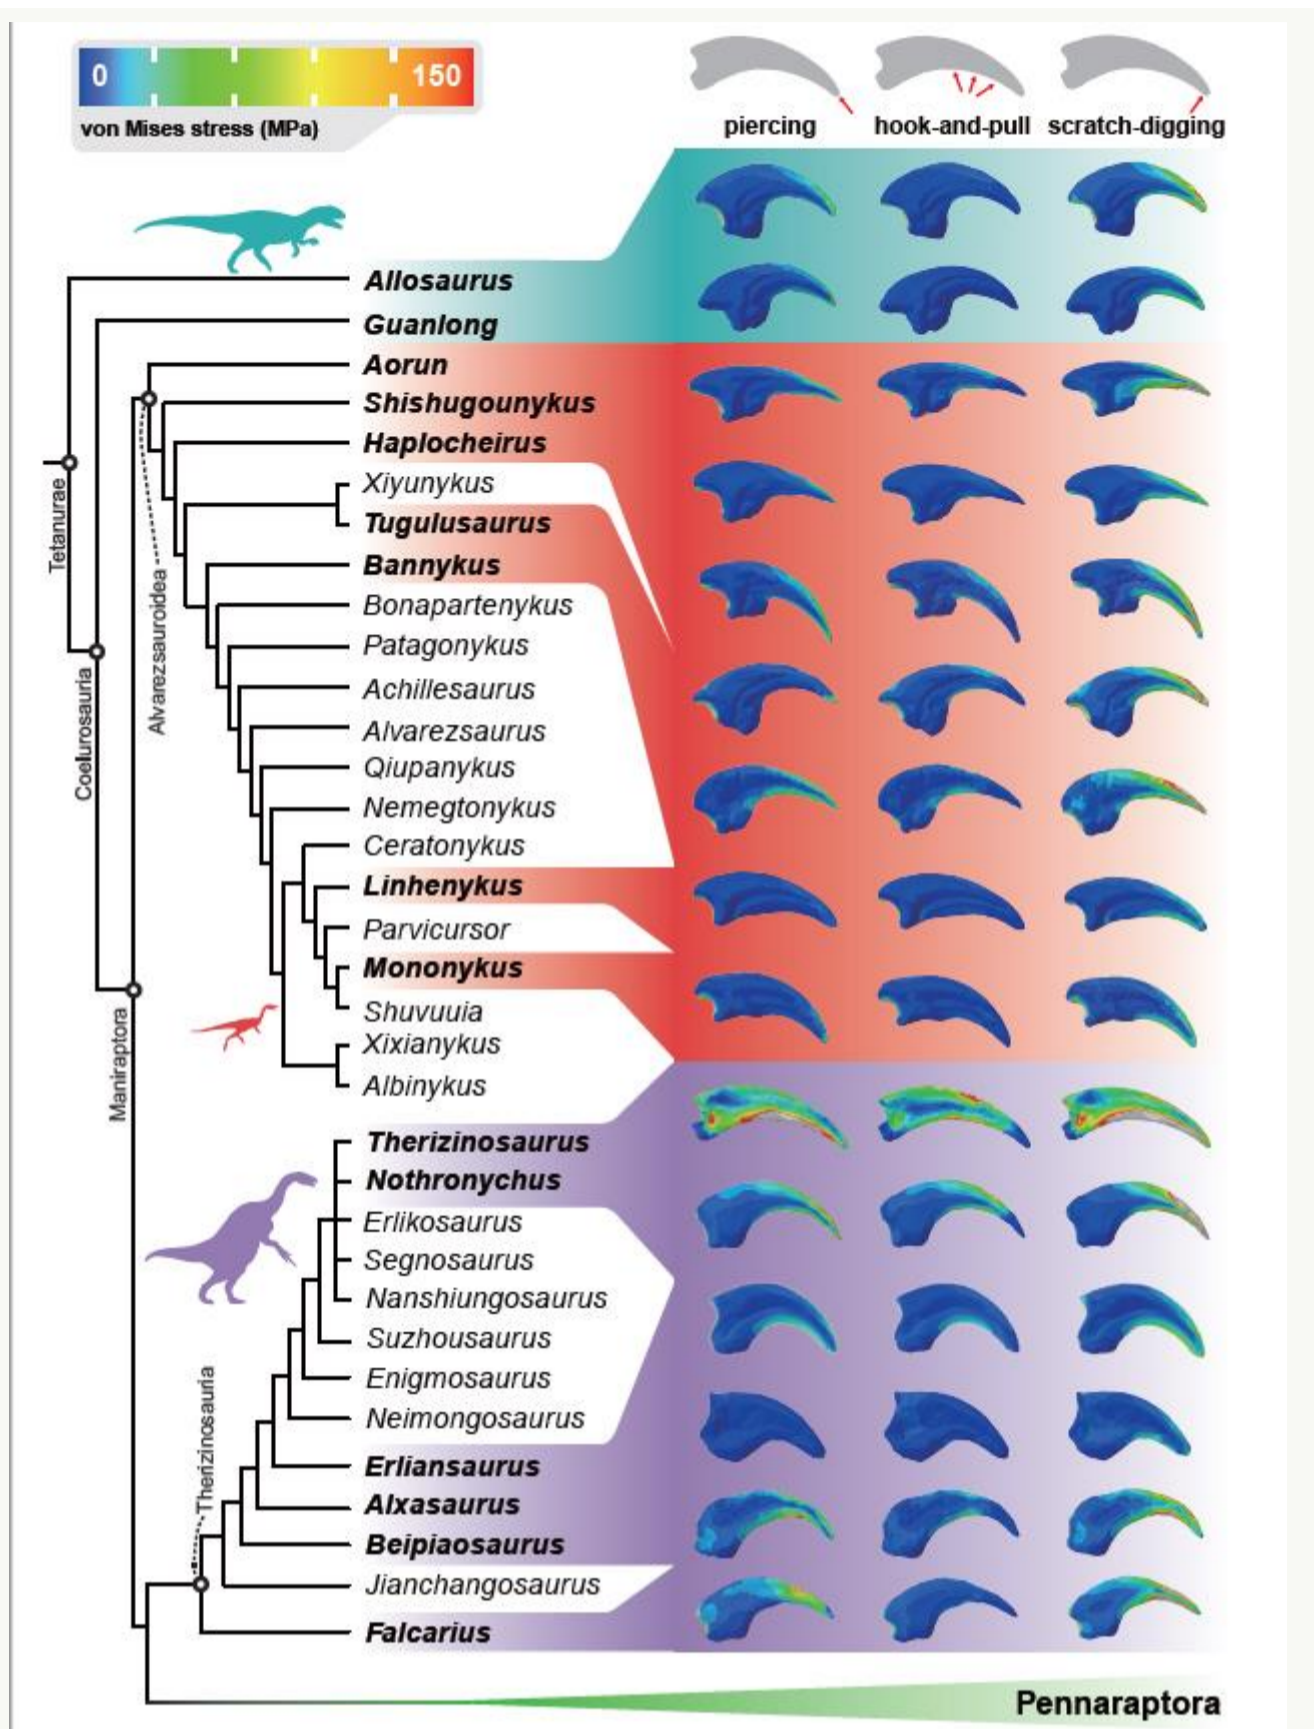 0 150
von Mises stress (MPa)
piercing hook-and-pull scratch-digging
Allosaurus
Guanlong
Aorun
Shishugounykus
Haplocheirus
Xiyunykus
Tugulusaurus
Bannykus
Bonapartenykus
Patagonykus
Achillesaurus
Alvarezsaurus
Qiupanykus
Nemegtonykus
Ceratonykus
Linhenykus
Parvicursor
Mononykus
Shuvuuia
Xixianykus
Albinykus
Therizinosaurus
Nothronychus
Erlikosaurus
Segnosaurus
Nanshiungosaurus
Suzhousaurus
Enigmosaurus
Neimongosaurus
Erliansaurus
Alxasaurus
Beipiaosaurus
Jianchangosaurus
Falcarius
Pennaraptora
Tetanurae
Coelurosauria
Alvarezsauroidea
Maniraptora
Therizinosauria